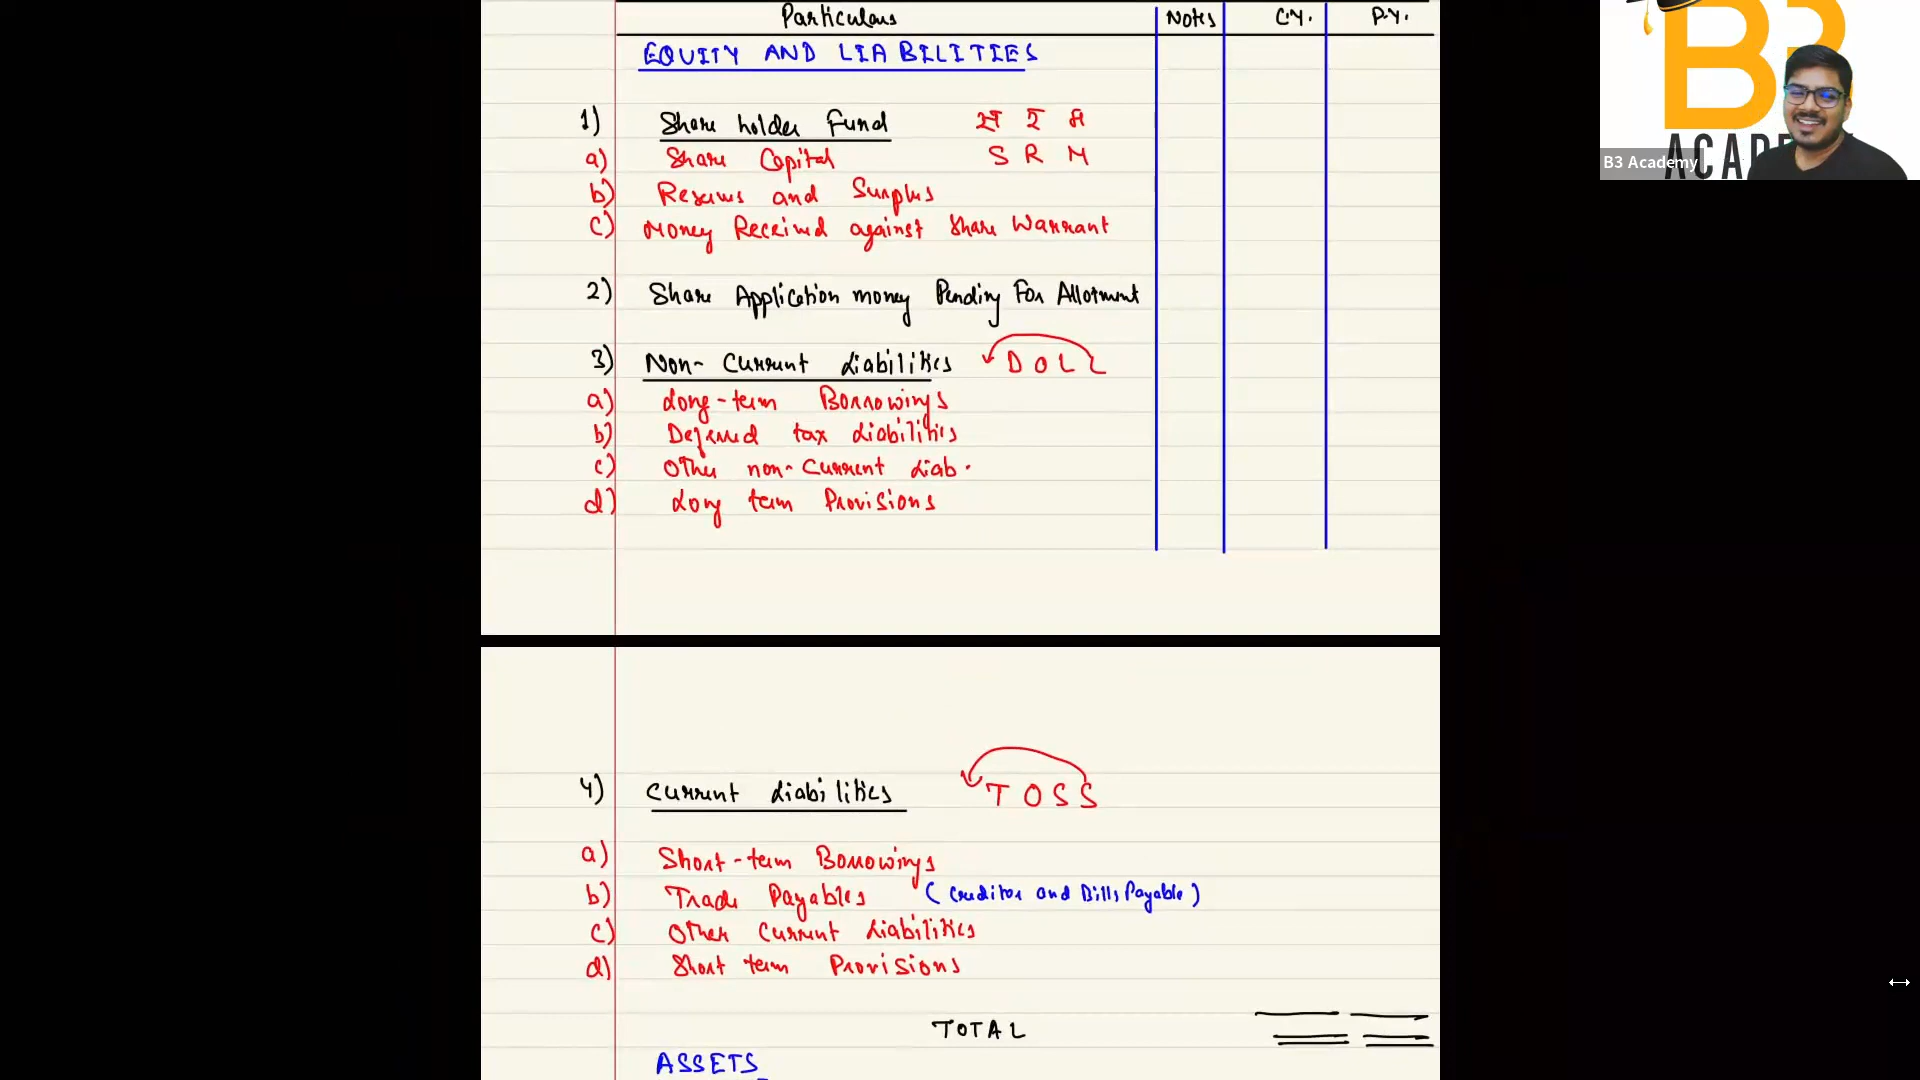 Particulars Notes C.Y. P.Y.
EQUITY AND LIABILITIES
1) Share holder Fund
a) Share Capital S R M
b) Reserves and Surplus
c) Money Received against Share Warrant
2) Share Application money Pending For Allotment
3) Non-Current Liabilities D O L L
a) Long-term Borrowings
b) Deferred tax Liabilities
c) Other non-Current Liab.
d) Long term Provisions
4) Current Liabilities T O S S
a) Short-term Borrowings
b) Trade Payables (Creditor and Bills Payable)
c) Other Current Liabilities
d) Short term Provisions
TOTAL
ASSETS
B3
ACADE
B3 Academy